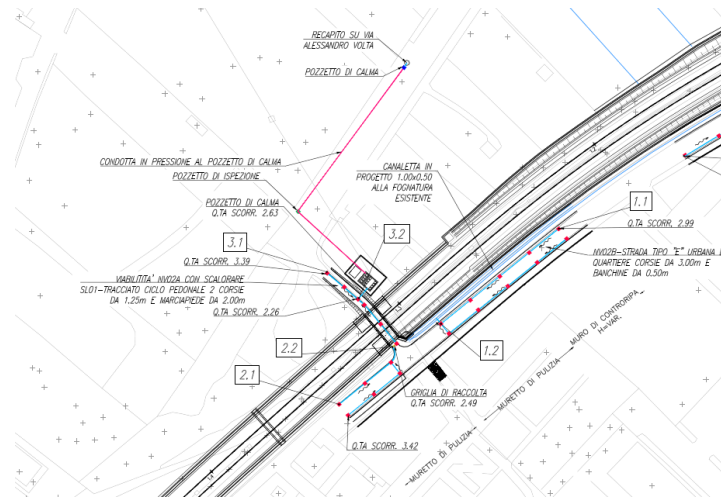 RECAPITO SU VIA
ALESSANDRO VOLTA
POZZETTO DI CALMA
CONDOTTA IN PRESSIONE AL POZZETTO DI CALMA
POZZETTO DI ISPEZIONE
CANALETTA IN
PROGETTO 1.00x0.50
ALLA FOGNATURA
ESISTENTE
POZZETTO DI CALMA
Q.TA SCORR. 2.63
1.1
Q.TA SCORR. 2.99
3.1
3.2
NV02B-STRADA TIPO "E" URBANA DI
QUARTIERE CORSIE DA 3.00m E
BANCHINE DA 0.50m
Q.TA SCORR. 3.39
VIABILITA' NV02A CON SCALORARE
SL01-TRACCIATO CICLO PEDONALE 2 CORSIE
DA 1.25m E MARCIAPIEDE DA 2.00m
Q.TA SCORR. 2.26
2.2
1.2
2.1
GRIGLIA DI RACCOLTA
Q.TA SCORR. 2.49
Q.TA SCORR. 3.42
MURETTO DI PULIZIA
MURETTO DI PULIZIA
MURO DI CONTRORIPA
H=VAR.